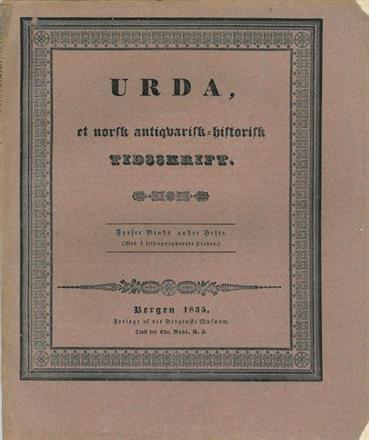 URDA,
et norsk antiqvarisk-historisk
TIDSSKRIFT.
Første Binds andet Hefte.
(Med 3 lithographerede Plader.)
Bergen 1835.
Forlagt af det Bergenske Museum.
Trykt hos Chr. Dahl, R. S.